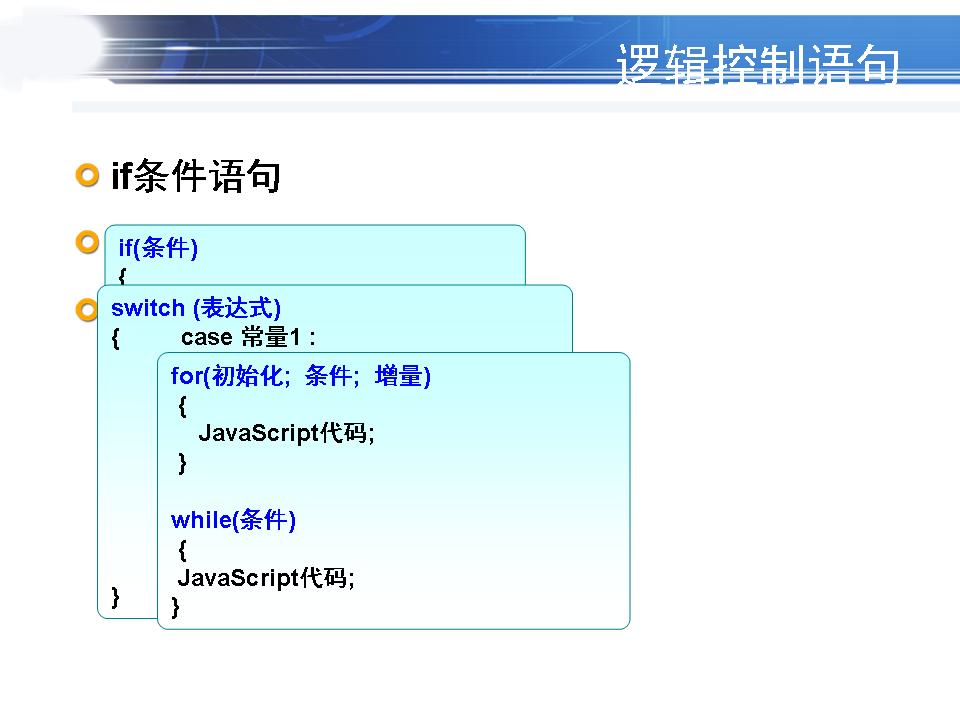 逻辑控制语句
if条件语句
if(条件)
{
switch (表达式)
{ case 常量1 :
for(初始化; 条件; 增量)
{
JavaScript代码;
}
while(条件)
{
JavaScript代码;
}
}